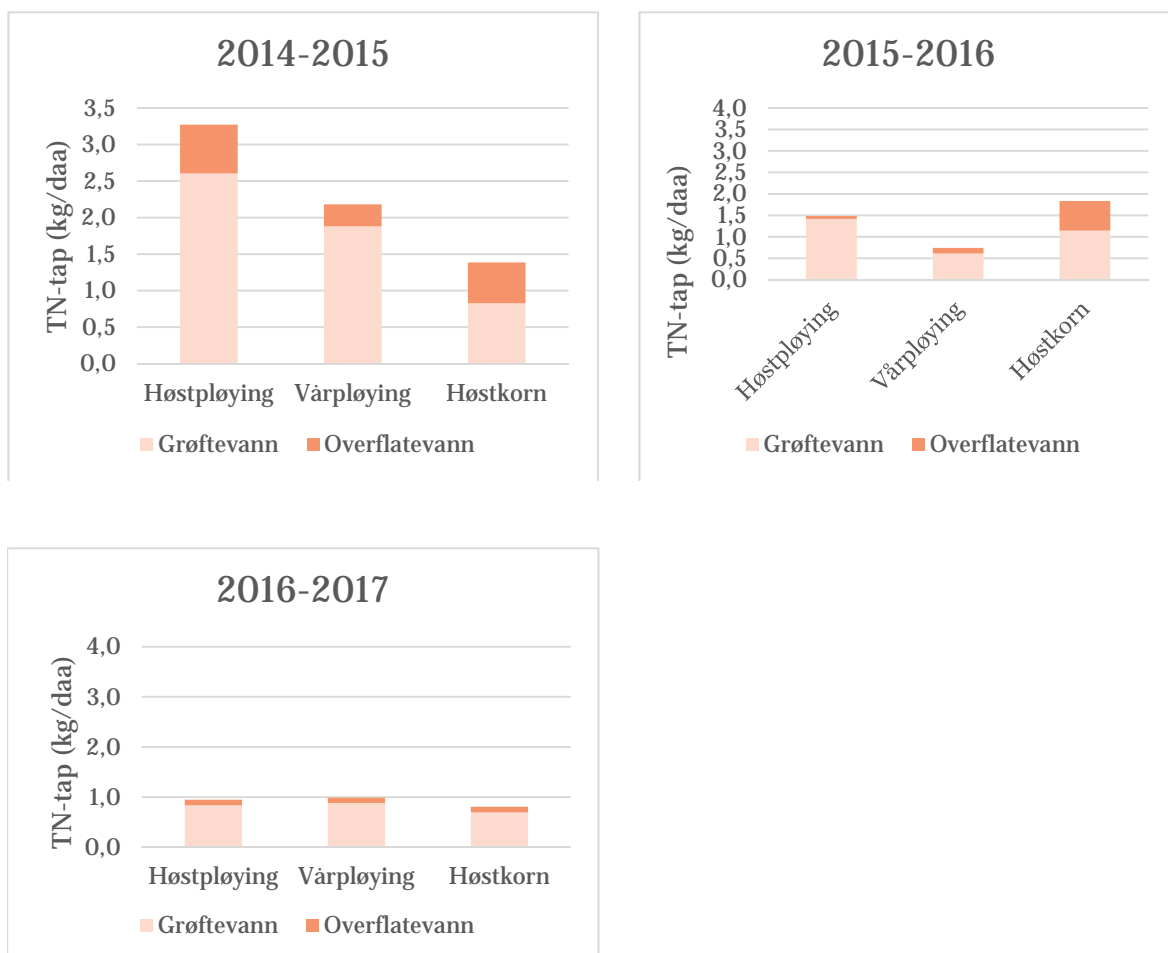 2014-2015
TN-tap (kg/daa)
3,5
3,0
2,5
2,0
1,5
1,0
0,5
0,0
Høstpløying Vårpløying Høstkorn
Grøftevann Overflatevann
2015-2016
TN-tap (kg/daa)
4,0
3,5
3,0
2,5
2,0
1,5
1,0
0,5
0,0
Høstpløying
Vårpløying
Høstkorn
Grøftevann Overflatevann
2016-2017
TN-tap (kg/daa)
4,0
3,0
2,0
1,0
0,0
Høstpløying Vårpløying Høstkorn
Grøftevann Overflatevann